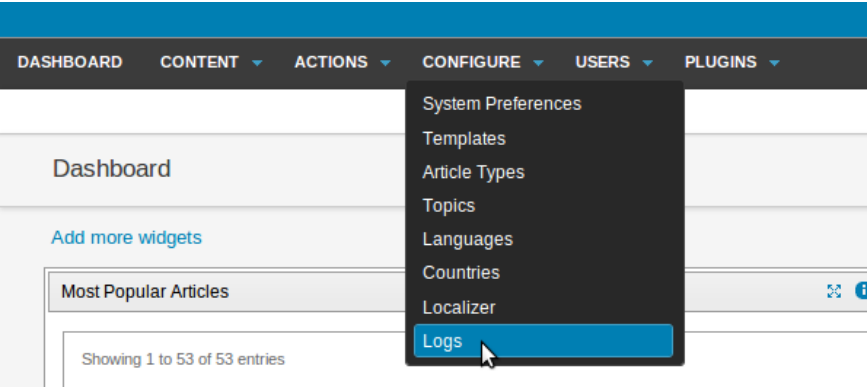 DASHBOARD CONTENT ACTIONS CONFIGURE USERS PLUGINS
System Preferences
Templates
Article Types
Topics
Languages
Countries
Localizer
Logs
Dashboard
Add more widgets
Most Popular Articles
Showing 1 to 53 of 53 entries